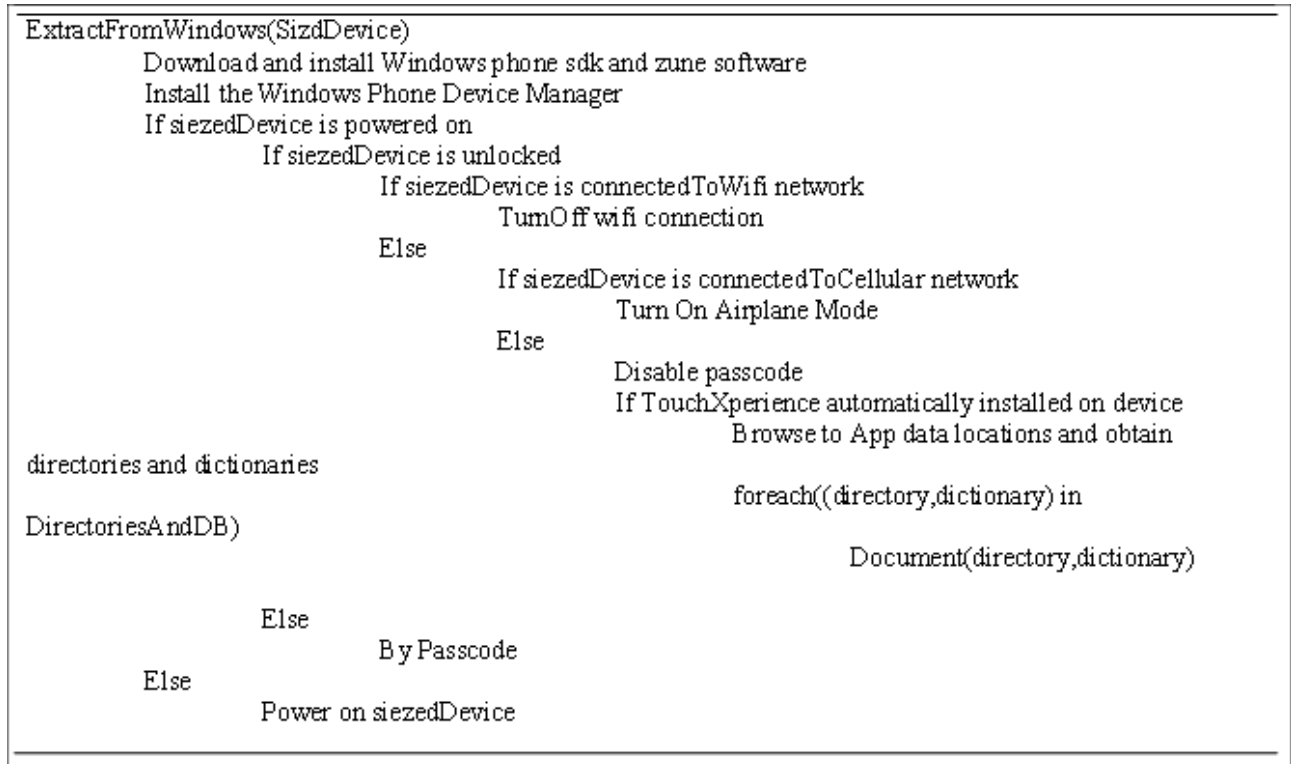 ExtractFromWindows(SizdDevice)
Download and install Windows phone sdk and zune software
Install the Windows Phone Device Manager
If siezedDevice is powered on
If siezedDevice is unlocked
If siezedDevice is connectedToWifi network
TurnOff wifi connection
Else
If siezedDevice is connectedToCellular network
Turn On Airplane Mode
Else
Disable passcode
If TouchXperience automatically installed on device
Browse to App data locations and obtain
directories and dictionaries
foreach((directory,dictionary) in
DirectoriesAndDB)
Document(directory,dictionary)
Else
By Passcode
Else
Power on siezedDevice